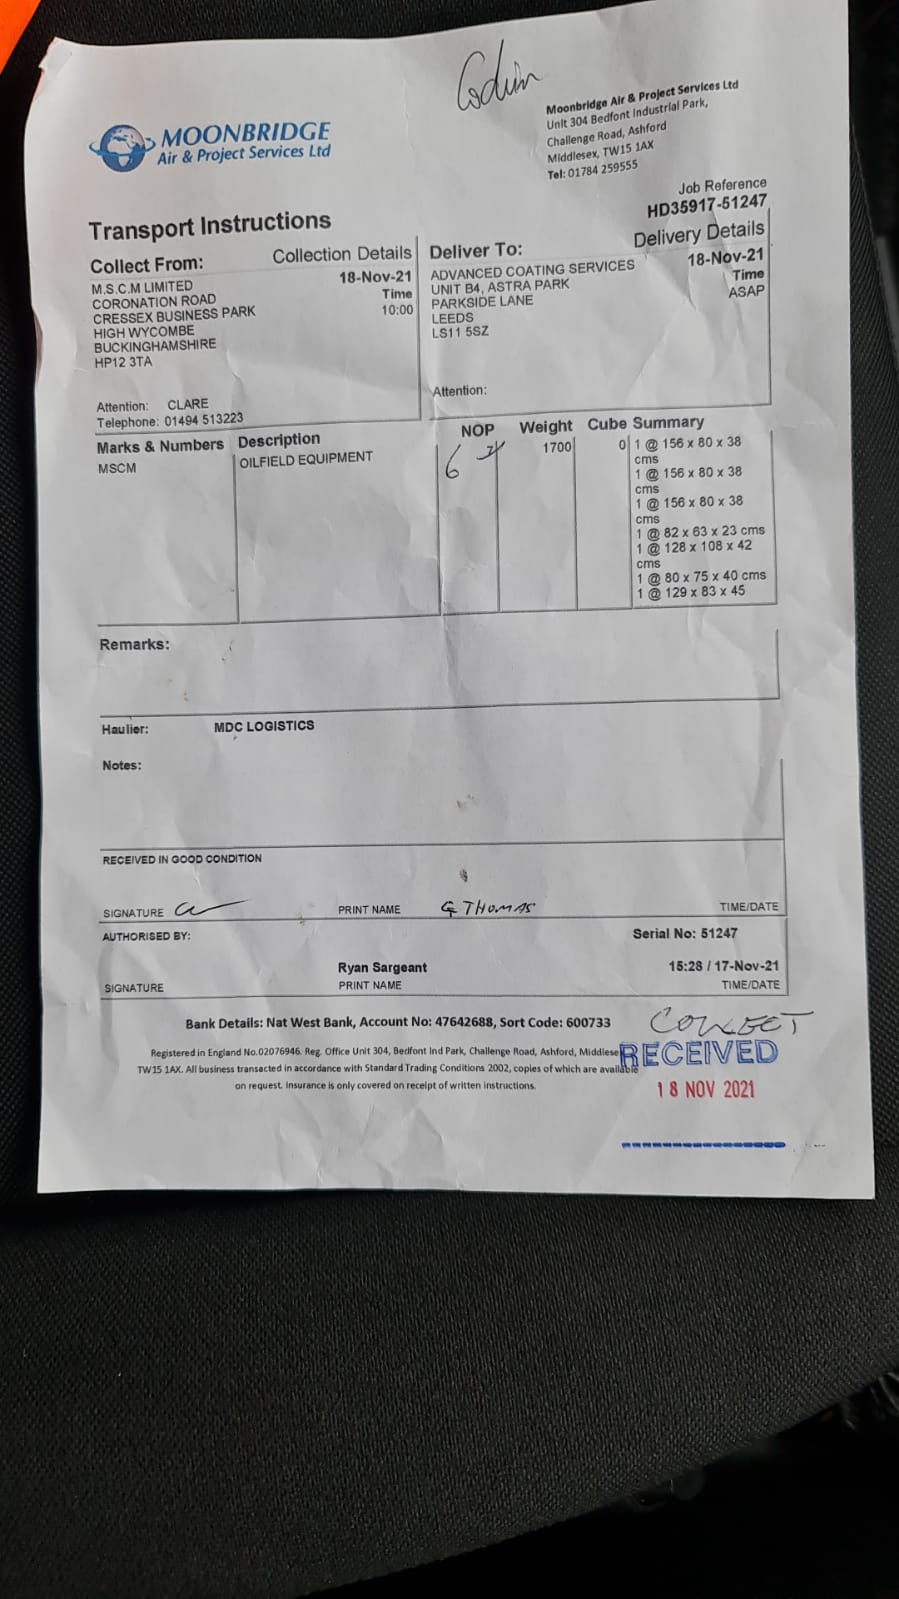 Godwin
MOONBRIDGE
Air & Project Services Ltd
Moonbridge Air & Project Services Ltd
Unit 304 Bedfont Industrial Park,
Challenge Road, Ashford
Middlesex, TW15 1AX
Tel: 01784 259555
Job Reference
HD35917-51247
Transport Instructions
Collect From:
Collection Details
M.S.C.M LIMITED
CORONATION ROAD
CRESSEX BUSINESS PARK
HIGH WYCOMBE
BUCKINGHAMSHIRE
HP12 3TA
18-Nov-21
Time
10:00
Attention: CLARE
Telephone: 01494 513223
Deliver To:
Delivery Details
ADVANCED COATING SERVICES
UNIT B4, ASTRA PARK
PARKSIDE LANE
LEEDS
LS11 5SZ
18-Nov-21
Time
ASAP
Attention:
Marks & Numbers Description NOP Weight Cube Summary
MSCM OILFIELD EQUIPMENT 6 1700 0 1 @ 156 x 80 x 38
cms
1 @ 156 x 80 x 38
cms
1 @ 156 x 80 x 38
cms
1 @ 82 x 63 x 23 cms
1 @ 128 x 108 x 42
cms
1 @ 80 x 75 x 40 cms
1 @ 129 x 83 x 45
Remarks:
Haulier: MDC LOGISTICS
Notes:
RECEIVED IN GOOD CONDITION
SIGNATURE PRINT NAME G THOMAS TIME/DATE
AUTHORISED BY: Serial No: 51247
Ryan Sargeant 15:28 / 17-Nov-21
SIGNATURE PRINT NAME TIME/DATE
Bank Details: Nat West Bank, Account No: 47642688, Sort Code: 600733
Registered in England No.02076946. Reg. Office Unit 304, Bedfont Ind Park, Challenge Road, Ashford, Middlese
TW15 1AX. All business transacted in accordance with Standard Trading Conditions 2002, copies of which are available
on request. Insurance is only covered on receipt of written instructions.
RECEIVED
18 NOV 2021